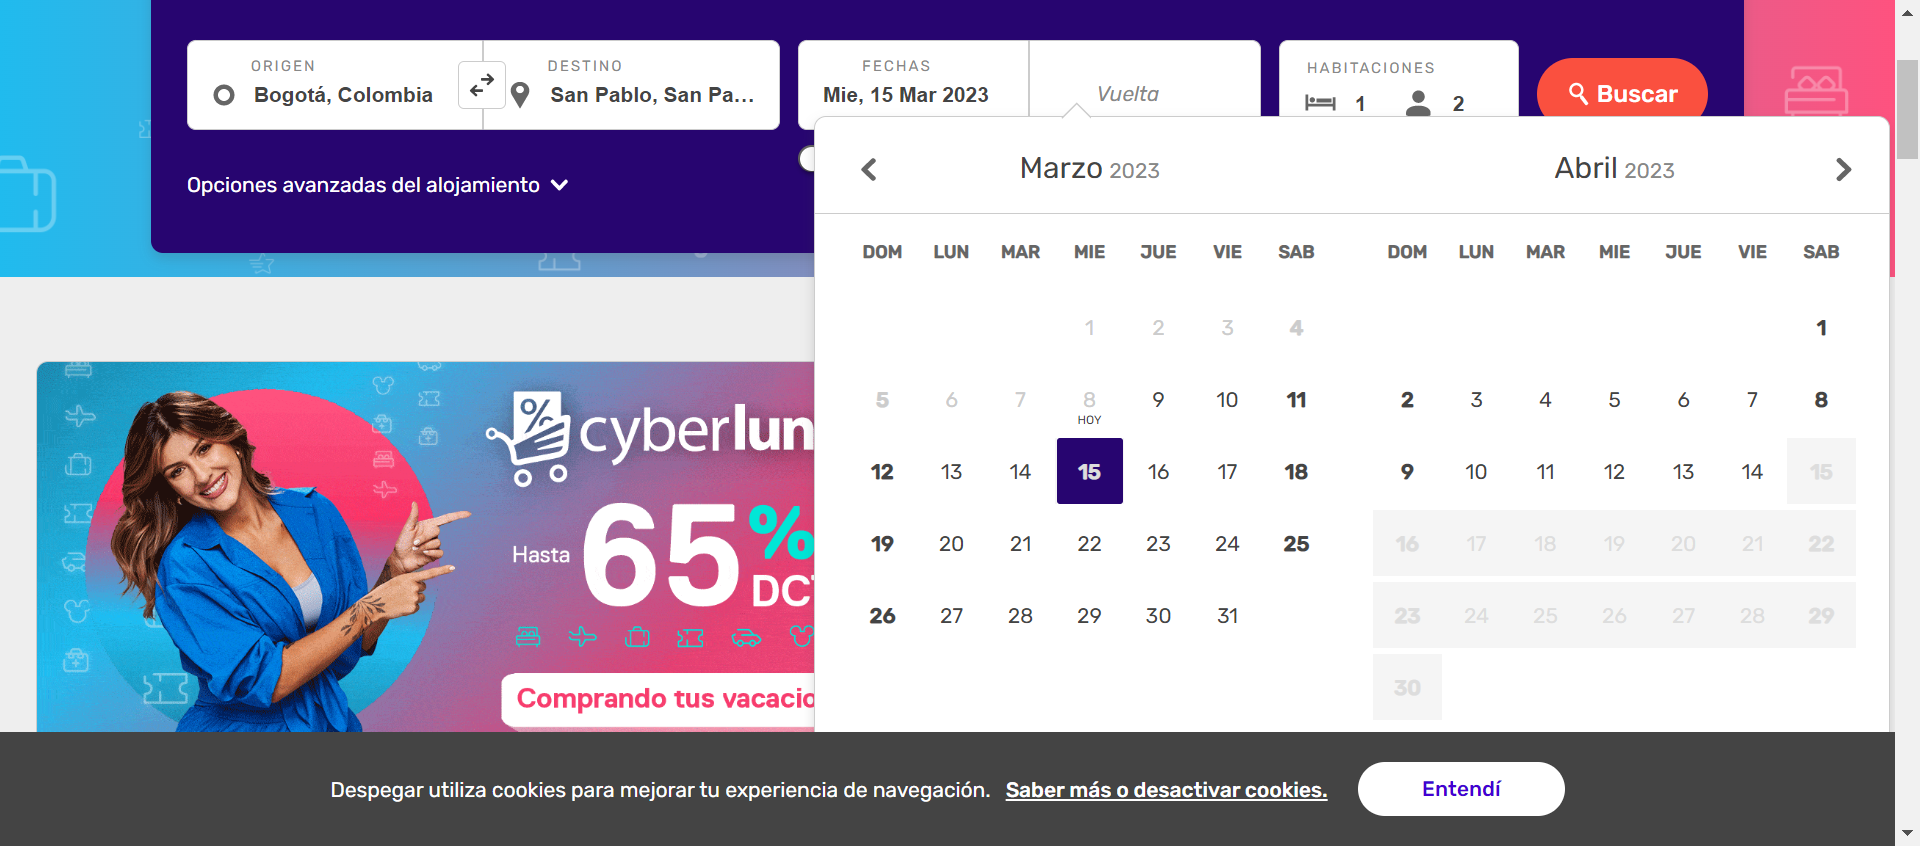 ORIGEN
Bogotá, Colombia
DESTINO
San Pablo, San Pa...
FECHAS
Mie, 15 Mar 2023
Vuelta
HABITACIONES
1 2
Buscar
Opciones avanzadas del alojamiento
Marzo 2023
DOM LUN MAR MIE JUE VIE SAB
1 2 3 4
5 6 7 8 9 10 11
HOY
12 13 14 15 16 17 18
19 20 21 22 23 24 25
26 27 28 29 30 31
Abril 2023
DOM LUN MAR MIE JUE VIE SAB
1
2 3 4 5 6 7 8
9 10 11 12 13 14 15
16 17 18 19 20 21 22
23 24 25 26 27 28 29
30
%
cyberlun
Hasta 65%
DC
Comprando tus vacacio
Despegar utiliza cookies para mejorar tu experiencia de navegación. Saber más o desactivar cookies.
Entendí